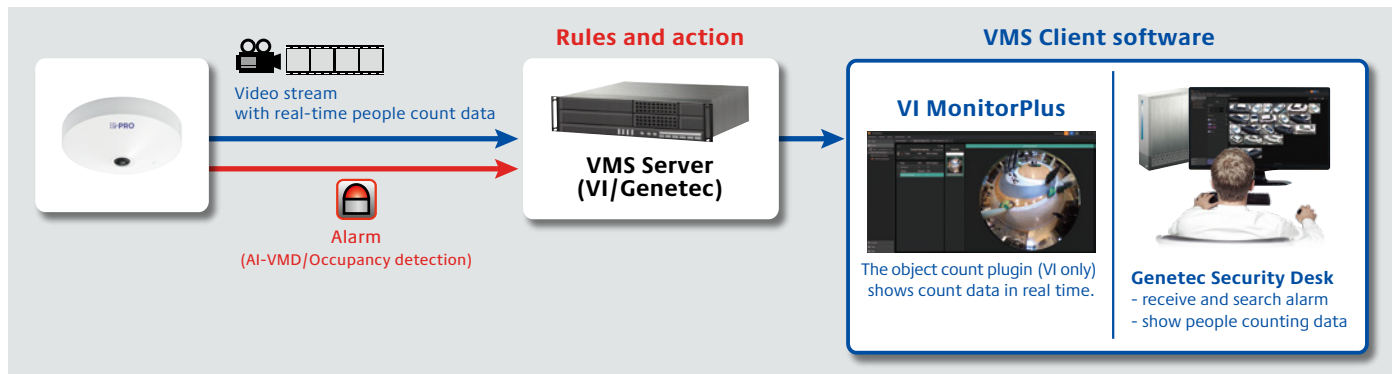 i-PRO
Video stream
with real-time people count data
Alarm
(AI-VMD/Occupancy detection)
Rules and action
VMS Server
(VI/Genetec)
VMS Client software
VI MonitorPlus
The object count plugin (VI only)
shows count data in real time.
Genetec Security Desk
- receive and search alarm
- show people counting data